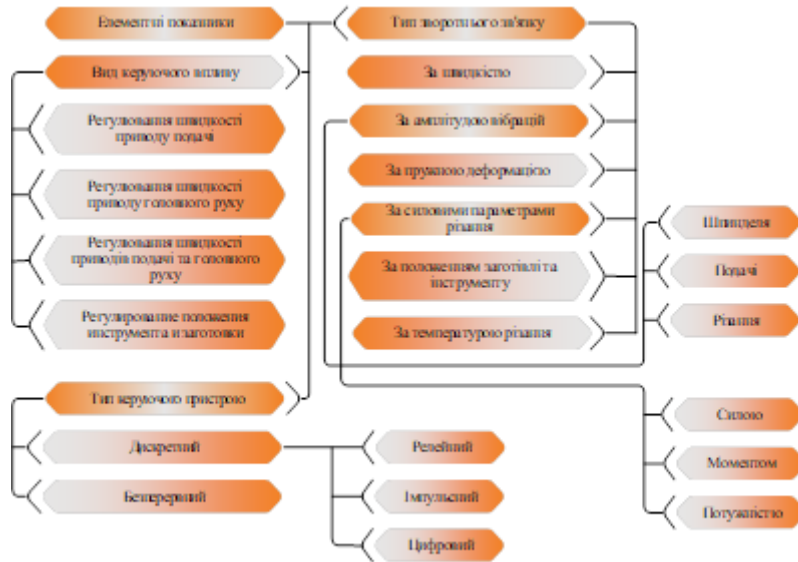 Елементні показники
Вид керуючого впливу
Регулювання швидкості
приводу подачі
Регулювання швидкості
приводу головного руху
Регулювання швидкості
приводів подачі та головного
руху
Регулирование положения
инструмента и заготовки
Тип керуючого пристрою
Дискретний
Безперервний
Релейний
Імпульсний
Цифровий
Тип зворотнього зв'язку
За швидкістю
За амплітудою вібрацій
За пружною деформацією
За силовими параметрами
різання
За положенням заготівлі та
інструменту
За температурою різання
Шпинделя
Подачі
Різання
Силою
Моментом
Потужністю